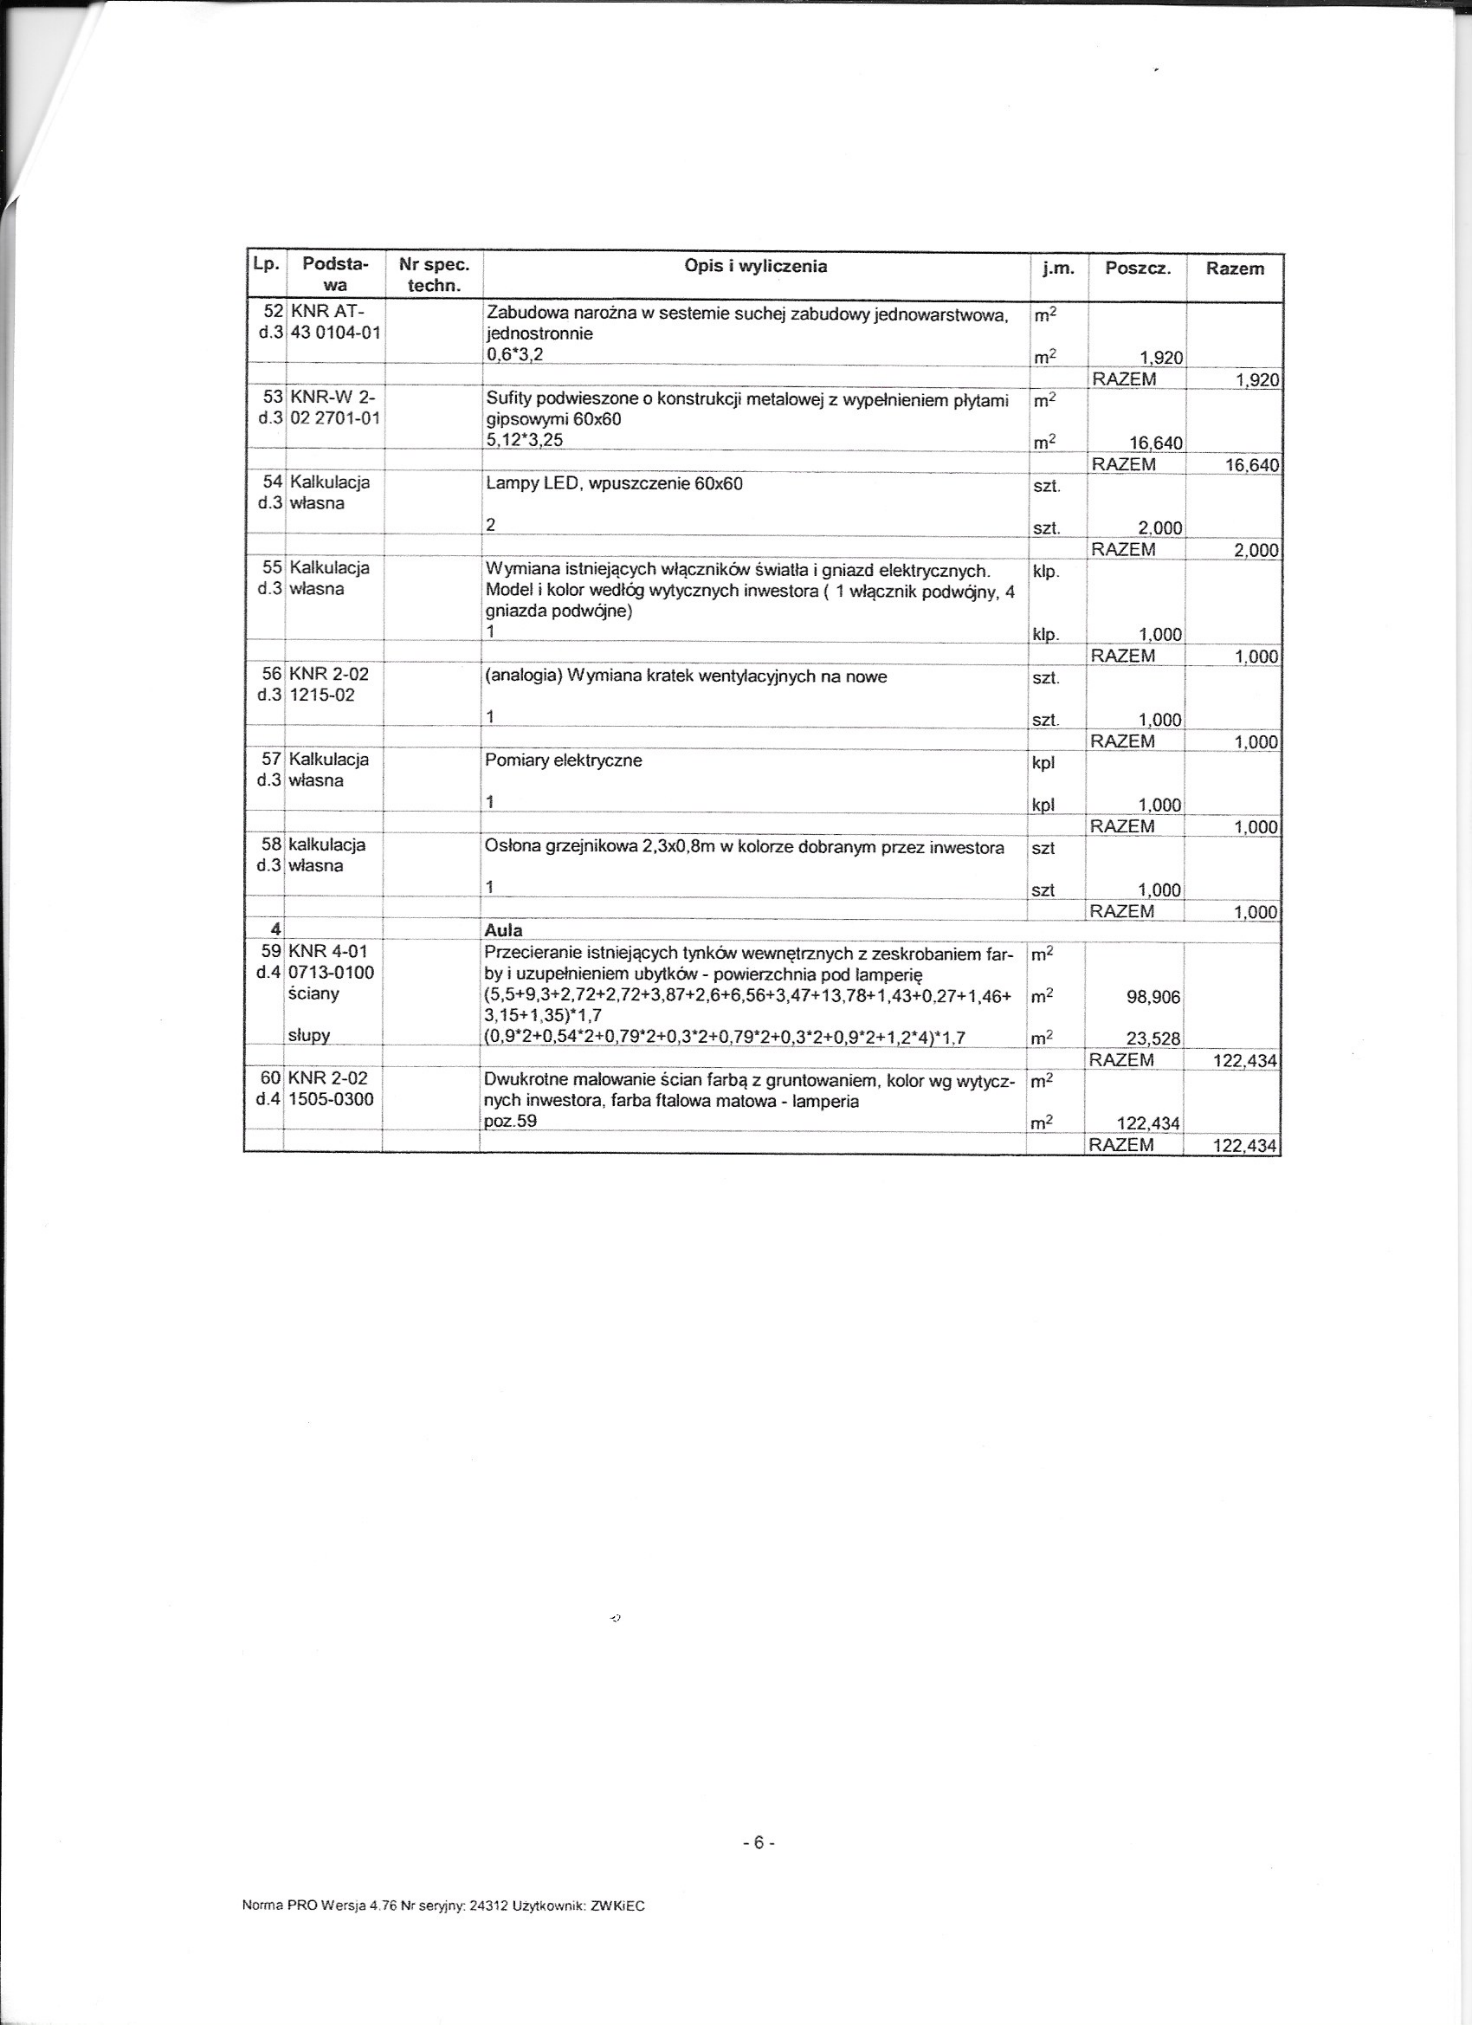 Lp. Podsta- Nr spec. Opis i wyliczenia j.m. Poszcz. Razem
wa techn.
52 KNR AT- Zabudowa narożna w sestemie suchej zabudowy jednowarstwowa, m²
d.3 43 0104-01 jednostronnie
0,6*3,2 m² 1,920
RAZEM 1,920
53 KNR-W 2- Sufity podwieszone o konstrukcji metalowej z wypełnieniem płytami m²
d.3 02 2701-01 gipsowymi 60x60
5,12*3,25 m² 16,640
RAZEM 16,640
54 Kalkulacja Lampy LED, wpuszczenie 60x60 szt.
d.3 własna
2 szt. 2,000
RAZEM 2,000
55 Kalkulacja Wymiana istniejących włączników światła i gniazd elektrycznych. klp.
d.3 własna Model i kolor wedłóg wytycznych inwestora ( 1 włącznik podwójny, 4
gniazda podwójne)
1 klp. 1,000
RAZEM 1,000
56 KNR 2-02 (analogia) Wymiana kratek wentylacyjnych na nowe szt.
d.3 1215-02
1 szt. 1,000
RAZEM 1,000
57 Kalkulacja Pomiary elektryczne kpl
d.3 własna
1 kpl 1,000
RAZEM 1,000
58 kalkulacja Osłona grzejnikowa 2,3x0,8m w kolorze dobranym przez inwestora szt
d.3 własna
1 szt 1,000
RAZEM 1,000
4 Aula
59 KNR 4-01 Przecieranie istniejących tynków wewnętrznych z zeskrobaniem far- m²
d.4 0713-0100 by i uzupełnieniem ubytków - powierzchnia pod lamperię
ściany (5,5+9,3+2,72+2,72+3,87+2,6+6,56+3,47+13,78+1,43+0,27+1,46+ m² 98,906
3,15+1,35)*1,7
słupy (0,9*2+0,54*2+0,79*2+0,3*2+0,79*2+0,3*2+0,9*2+1,2*4)*1,7 m² 23,528
RAZEM 122,434
60 KNR 2-02 Dwukrotne malowanie ścian farbą z gruntowaniem, kolor wg wytycz- m²
d.4 1505-0300 nych inwestora, farba ftalowa matowa - lamperia
poz.59 m² 122,434
RAZEM 122,434
- 6 -
Norma PRO Wersja 4.76 Nr seryjny: 24312 Użytkownik: ZWKiEC